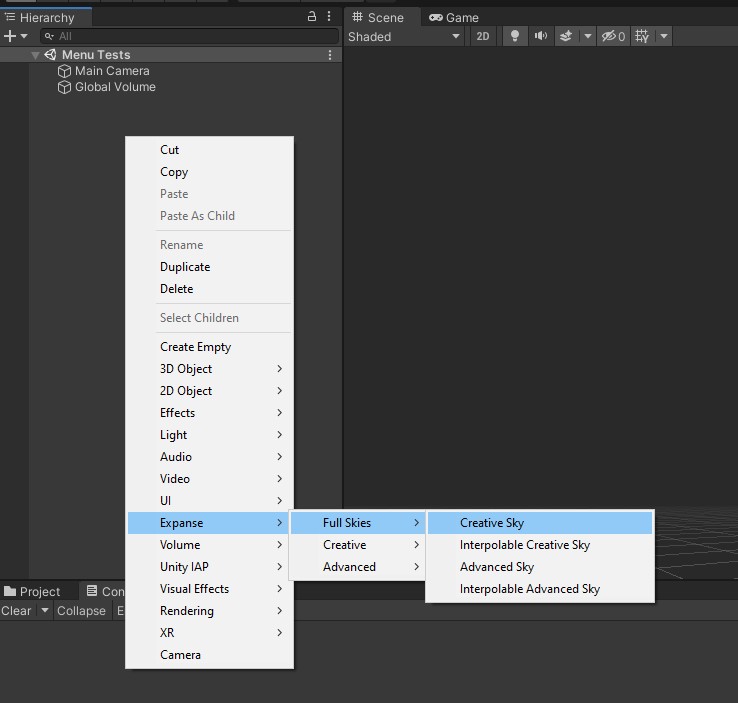 Hierarchy
Scene
Game
All
Shaded
2D
0
Menu Tests
Main Camera
Global Volume
Cut
Copy
Paste
Paste As Child
Rename
Duplicate
Delete
Select Children
Create Empty
3D Object
2D Object
Effects
Light
Audio
Video
UI
Expanse
Full Skies
Creative Sky
Volume
Creative
Interpolable Creative Sky
Unity IAP
Advanced
Advanced Sky
Visual Effects
Interpolable Advanced Sky
Rendering
XR
Camera
Project
Con
Clear
Collapse
E